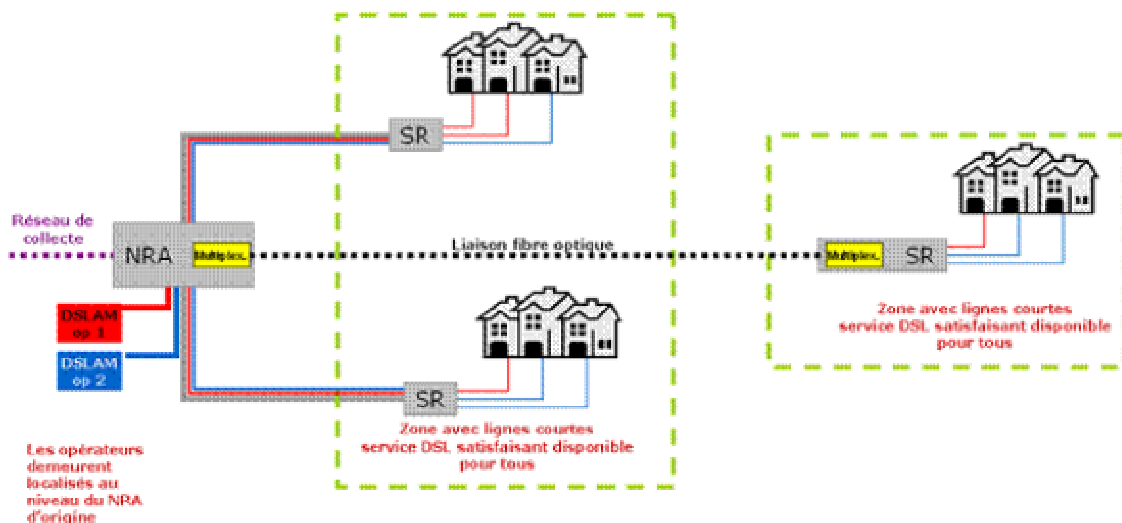 SR
Réseau de
collecte
NRA
Multiplex.
Liaison fibre optique
Multiplex.
SR
DSLAM
op 1
DSLAM
op 2
Zone avec lignes courtes
service DSL satisfaisant disponible
pour tous
SR
Zone avec lignes courtes
service DSL satisfaisant disponible
pour tous
Les opérateurs
demeurent
localisés au
niveau du NRA
d'origine